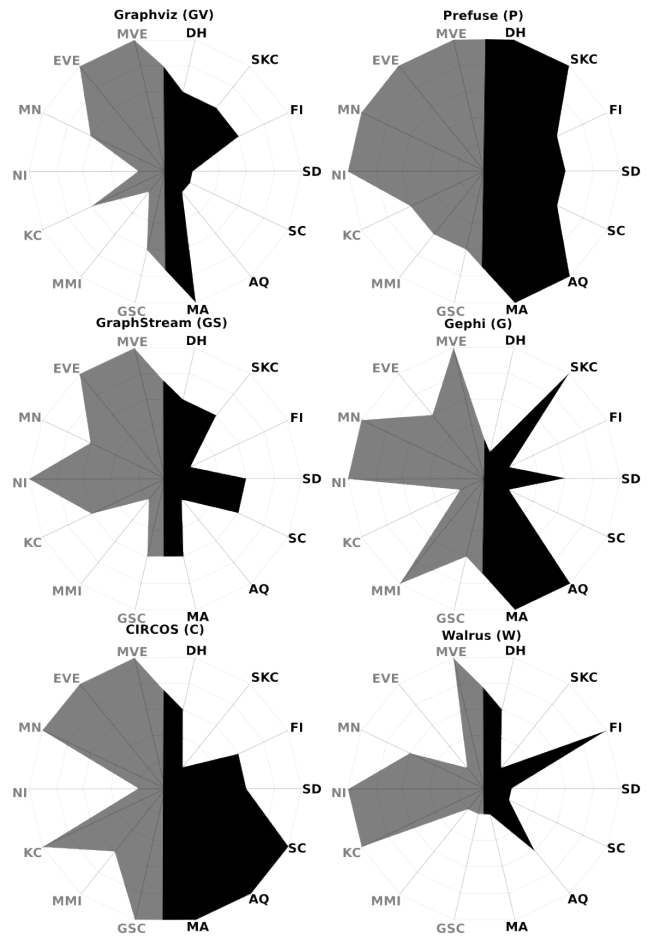 Graphviz (GV)
MVE
DH
EVE
SKC
MN
FI
NI
SD
KC
SC
MMI
AQ
GSC
MA
Prefuse (P)
MVE
DH
EVE
SKC
MN
FI
NI
SD
KC
SC
MMI
AQ
GSC
MA
GraphStream (GS)
MVE
DH
EVE
SKC
MN
FI
NI
SD
KC
SC
MMI
AQ
GSC
MA
Gephi (G)
MVE
DH
EVE
SKC
MN
FI
NI
SD
KC
SC
MMI
AQ
GSC
MA
CIRCOS (C)
MVE
DH
EVE
SKC
MN
FI
NI
SD
KC
SC
MMI
AQ
GSC
MA
Walrus (W)
MVE
DH
EVE
SKC
MN
FI
NI
SD
KC
SC
MMI
AQ
GSC
MA